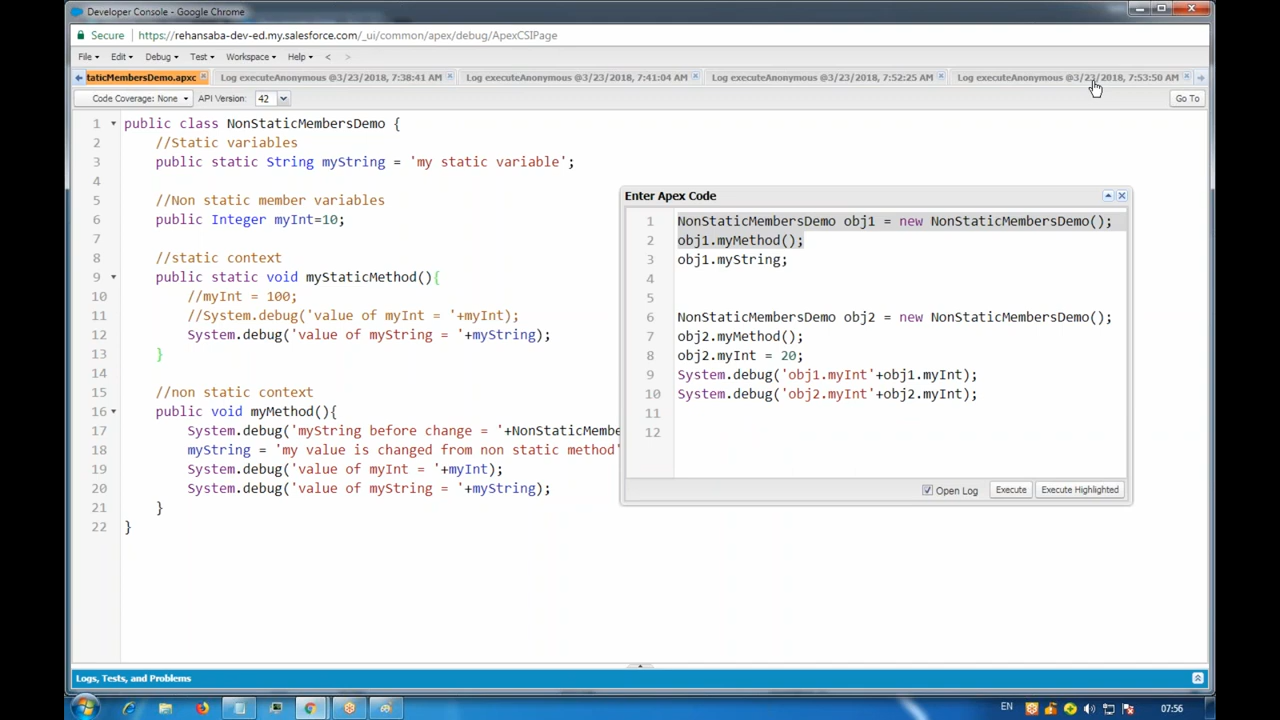 Developer Console - Google Chrome
Secure https://rehansaba-dev-ed.my.salesforce.com/_ui/common/apex/debug/ApexCSIPage
File Edit Debug Test Workspace Help < >
taticMembersDemo.apxc Log executeAnonymous @3/23/2018, 7:38:41 AM Log executeAnonymous @3/23/2018, 7:41:04 AM Log executeAnonymous @3/23/2018, 7:52:25 AM Log executeAnonymous @3/23/2018, 7:53:50 AM
Code Coverage: None API Version: 42 Go To
1 public class NonStaticMembersDemo {
2 //Static variables
3 public static String myString = 'my static variable';
4
5 //Non static member variables
6 public Integer myInt=10;
7
8 //static context
9 public static void myStaticMethod(){
10 //myInt = 100;
11 //System.debug('value of myInt = '+myInt);
12 System.debug('value of myString = '+myString);
13 }
14
15 //non static context
16 public void myMethod(){
17 System.debug('myString before change = '+NonStaticMembe
18 myString = 'my value is changed from non static method'
19 System.debug('value of myInt = '+myInt);
20 System.debug('value of myString = '+myString);
21 }
22 }
Enter Apex Code
1 NonStaticMembersDemo obj1 = new NonStaticMembersDemo();
2 obj1.myMethod();
3 obj1.myString;
4
5
6 NonStaticMembersDemo obj2 = new NonStaticMembersDemo();
7 obj2.myMethod();
8 obj2.myInt = 20;
9 System.debug('obj1.myInt'+obj1.myInt);
10 System.debug('obj2.myInt'+obj2.myInt);
11
12
Open Log Execute Execute Highlighted
Logs, Tests, and Problems
EN 07:56